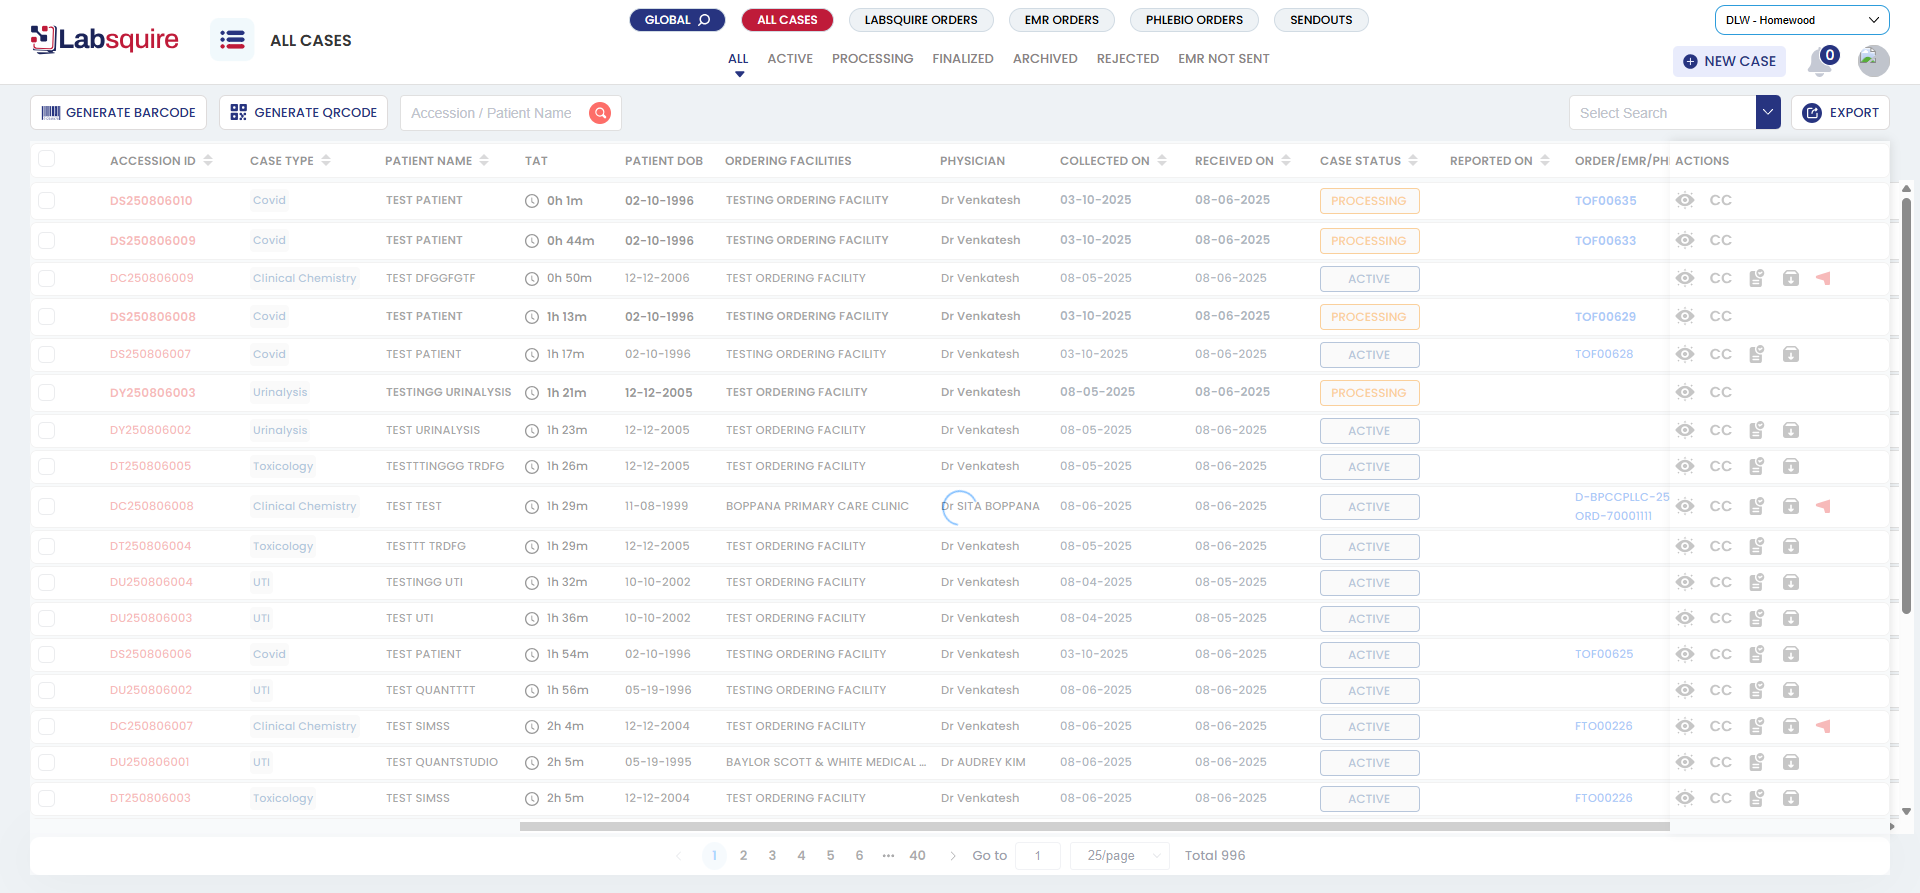 Labsquire
ALL CASES
GLOBAL
ALL CASES
LABSQUIRE ORDERS
EMR ORDERS
PHLEBIO ORDERS
SENDOUTS
ALL
ACTIVE
PROCESSING
FINALIZED
ARCHIVED
REJECTED
EMR NOT SENT
DLW - Homewood
NEW CASE
0
GENERATE BARCODE
GENERATE QRCODE
Accession / Patient Name
Select Search
EXPORT
ACCESSION ID CASE TYPE PATIENT NAME TAT PATIENT DOB ORDERING FACILITIES PHYSICIAN COLLECTED ON RECEIVED ON CASE STATUS REPORTED ON ORDER/EMR/PH ACTIONS
DS250806010 Covid TEST PATIENT 0h 1m 02-10-1996 TESTING ORDERING FACILITY Dr Venkatesh 03-10-2025 08-06-2025 PROCESSING TOF00635 CC
DS250806009 Covid TEST PATIENT 0h 44m 02-10-1996 TESTING ORDERING FACILITY Dr Venkatesh 03-10-2025 08-06-2025 PROCESSING TOF00633 CC
DC250806009 Clinical Chemistry TEST DFGGFGTF 0h 50m 12-12-2006 TEST ORDERING FACILITY Dr Venkatesh 08-05-2025 08-06-2025 ACTIVE CC
DS250806008 Covid TEST PATIENT 1h 13m 02-10-1996 TESTING ORDERING FACILITY Dr Venkatesh 03-10-2025 08-06-2025 PROCESSING TOF00629 CC
DS250806007 Covid TEST PATIENT 1h 17m 02-10-1996 TESTING ORDERING FACILITY Dr Venkatesh 03-10-2025 08-06-2025 ACTIVE TOF00628 CC
DY250806003 Urinalysis TESTINGG URINALYSIS 1h 21m 12-12-2005 TEST ORDERING FACILITY Dr Venkatesh 08-05-2025 08-06-2025 PROCESSING CC
DY250806002 Urinalysis TEST URINALYSIS 1h 23m 12-12-2005 TEST ORDERING FACILITY Dr Venkatesh 08-05-2025 08-06-2025 ACTIVE CC
DT250806005 Toxicology TESTTTINGGG TRDFG 1h 26m 12-12-2005 TEST ORDERING FACILITY Dr Venkatesh 08-05-2025 08-06-2025 ACTIVE CC
DC250806008 Clinical Chemistry TEST TEST 1h 29m 11-08-1999 BOPPANA PRIMARY CARE CLINIC Dr SITA BOPPANA 08-06-2025 08-06-2025 ACTIVE D-BPCCPLLC-25 CC
ORD-70001111
DT250806004 Toxicology TESTTT TRDFG 1h 29m 12-12-2005 TEST ORDERING FACILITY Dr Venkatesh 08-05-2025 08-06-2025 ACTIVE CC
DU250806004 UTI TESTINGG UTI 1h 32m 10-10-2002 TEST ORDERING FACILITY Dr Venkatesh 08-04-2025 08-05-2025 ACTIVE CC
DU250806003 UTI TEST UTI 1h 36m 10-10-2002 TEST ORDERING FACILITY Dr Venkatesh 08-04-2025 08-05-2025 ACTIVE CC
DS250806006 Covid TEST PATIENT 1h 54m 02-10-1996 TESTING ORDERING FACILITY Dr Venkatesh 03-10-2025 08-06-2025 ACTIVE TOF00625 CC
DU250806002 UTI TEST QUANTTTT 1h 56m 05-19-1996 TESTING ORDERING FACILITY Dr Venkatesh 08-06-2025 08-06-2025 ACTIVE CC
DC250806007 Clinical Chemistry TEST SIMSS 2h 4m 12-12-2004 TEST ORDERING FACILITY Dr Venkatesh 08-06-2025 08-06-2025 ACTIVE FTO00226 CC
DU250806001 UTI TEST QUANTSTUDIO 2h 5m 05-19-1995 BAYLOR SCOTT & WHITE MEDICAL ... Dr AUDREY KIM 08-06-2025 08-06-2025 ACTIVE CC
DT250806003 Toxicology TEST SIMSS 2h 5m 12-12-2004 TEST ORDERING FACILITY Dr Venkatesh 08-06-2025 08-06-2025 ACTIVE FTO00226 CC
1 2 3 4 5 6 ... 40 Go to 1 25/page Total 996